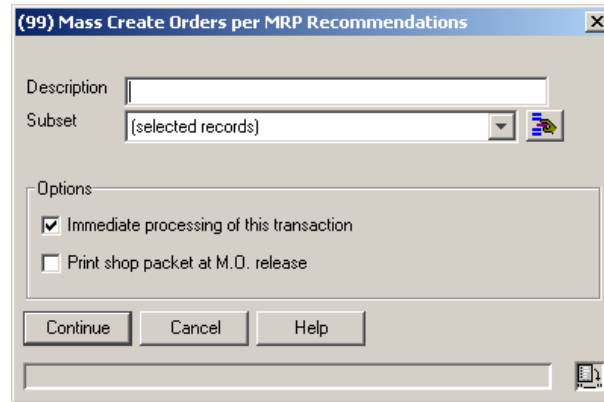 (99) Mass Create Orders per MRP Recommendations
Description
Subset (selected records)
Options
Immediate processing of this transaction
Print shop packet at M.O. release
Continue Cancel Help